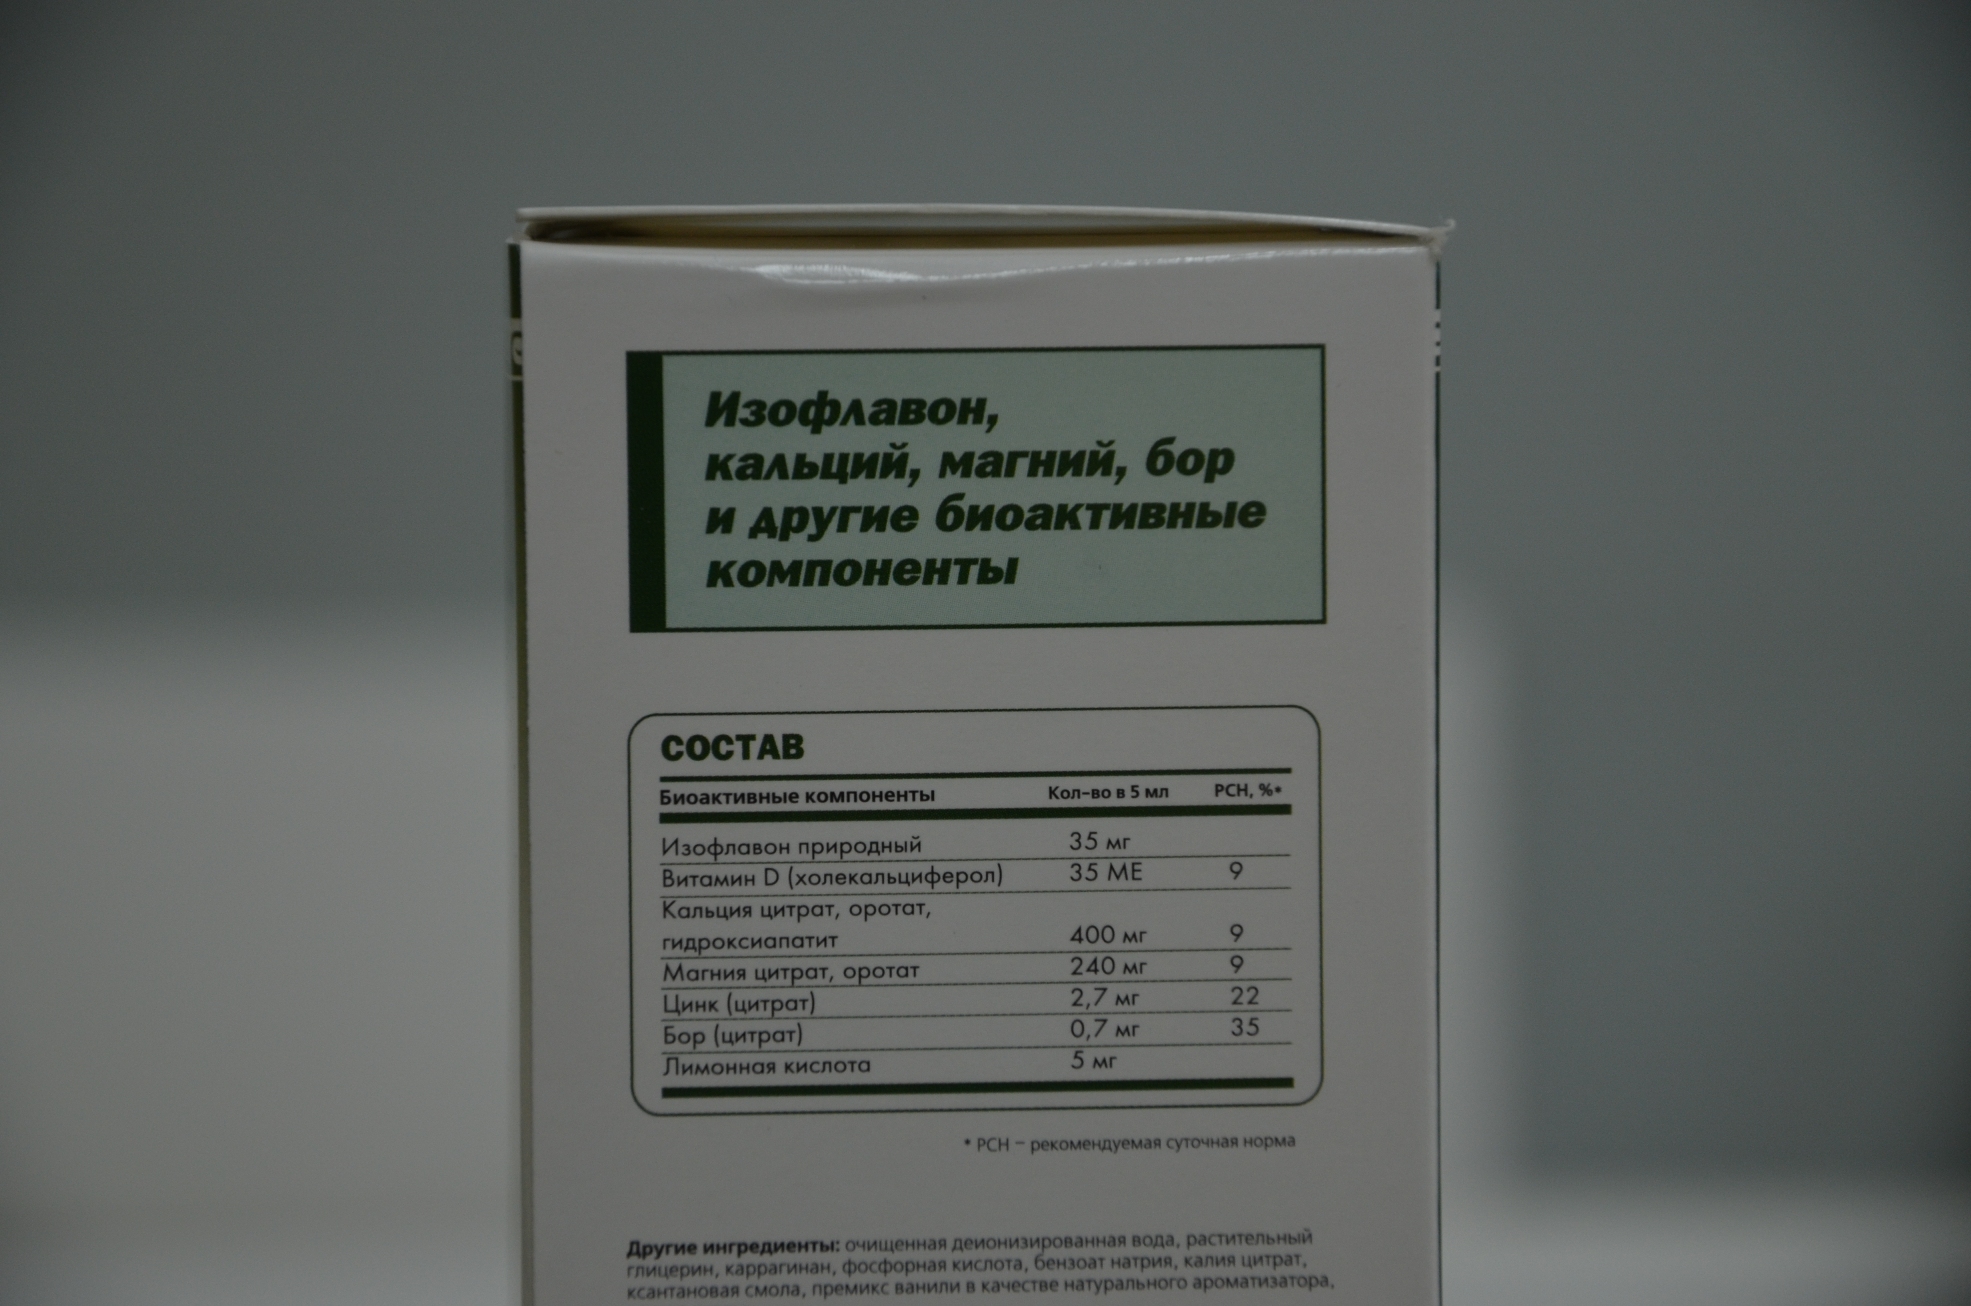 Изофлавон,
кальций, магний, бор
и другие биоактивные
компоненты
СОСТАВ
Биоактивные компоненты Кол-во в 5 мл РСН, %*
Изофлавон природный 35 мг
Витамин D (холекальциферол) 35 МЕ 9
Кальция цитрат, оротат,
гидроксиапатит 400 мг 9
Магния цитрат, оротат 240 мг 9
Цинк (цитрат) 2,7 мг 22
Бор (цитрат) 0,7 мг 35
Лимонная кислота 5 мг
* РСН – рекомендуемая суточная норма
Другие ингредиенты: очищенная деионизированная вода, растительный
глицерин, каррагинан, фосфорная кислота, бензоат натрия, калия цитрат,
ксантановая смола, премикс ванили в качестве натурального ароматизатора,